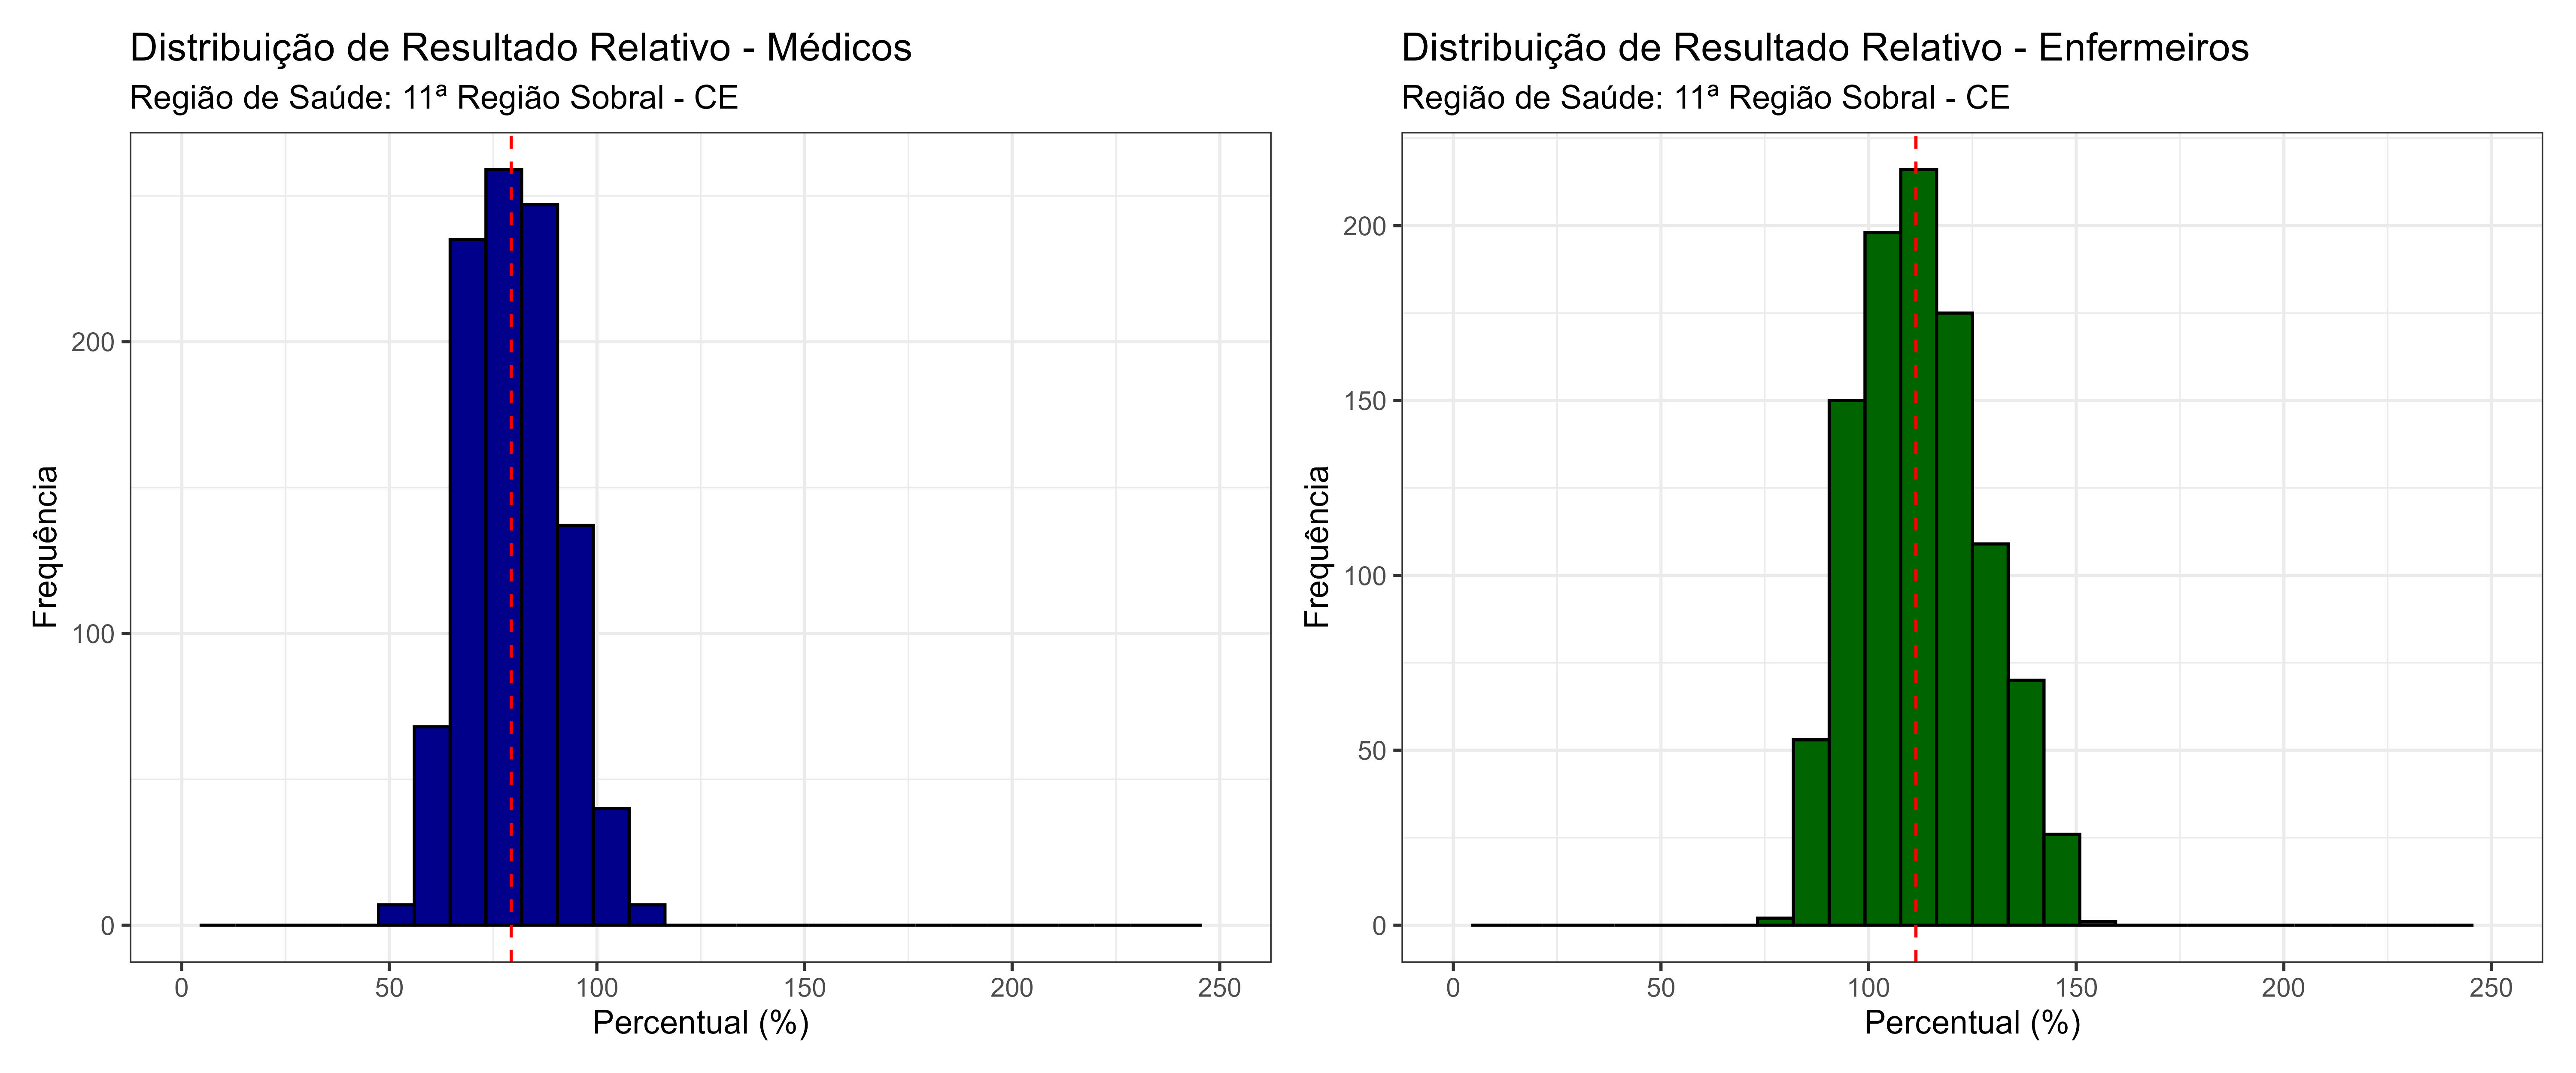 Distribuição de Resultado Relativo - Médicos
Região de Saúde: 11ª Região Sobral - CE
Frequência
200
100
0
0 50 100 150 200 250
Percentual (%)
Distribuição de Resultado Relativo - Enfermeiros
Região de Saúde: 11ª Região Sobral - CE
Frequência
200
150
100
50
0
0 50 100 150 200 250
Percentual (%)